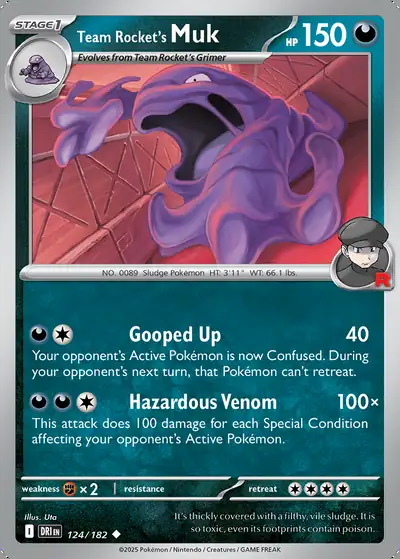 STAGE 1
Team Rocket's Muk HP 150
Evolves from Team Rocket's Grimer
NO. 0089 Sludge Pokémon HT: 3'11" WT: 66.1 lbs.
R
Gooped Up 40
Your opponent's Active Pokémon is now Confused. During
your opponent's next turn, that Pokémon can't retreat.
Hazardous Venom 100×
This attack does 100 damage for each Special Condition
affecting your opponent's Active Pokémon.
weakness × 2 resistance retreat
Illus. Uta
I DRI EN 124/182
It's thickly covered with a filthy, vile sludge. It is
so toxic, even its footprints contain poison.
©2025 Pokémon / Nintendo / Creatures / GAME FREAK